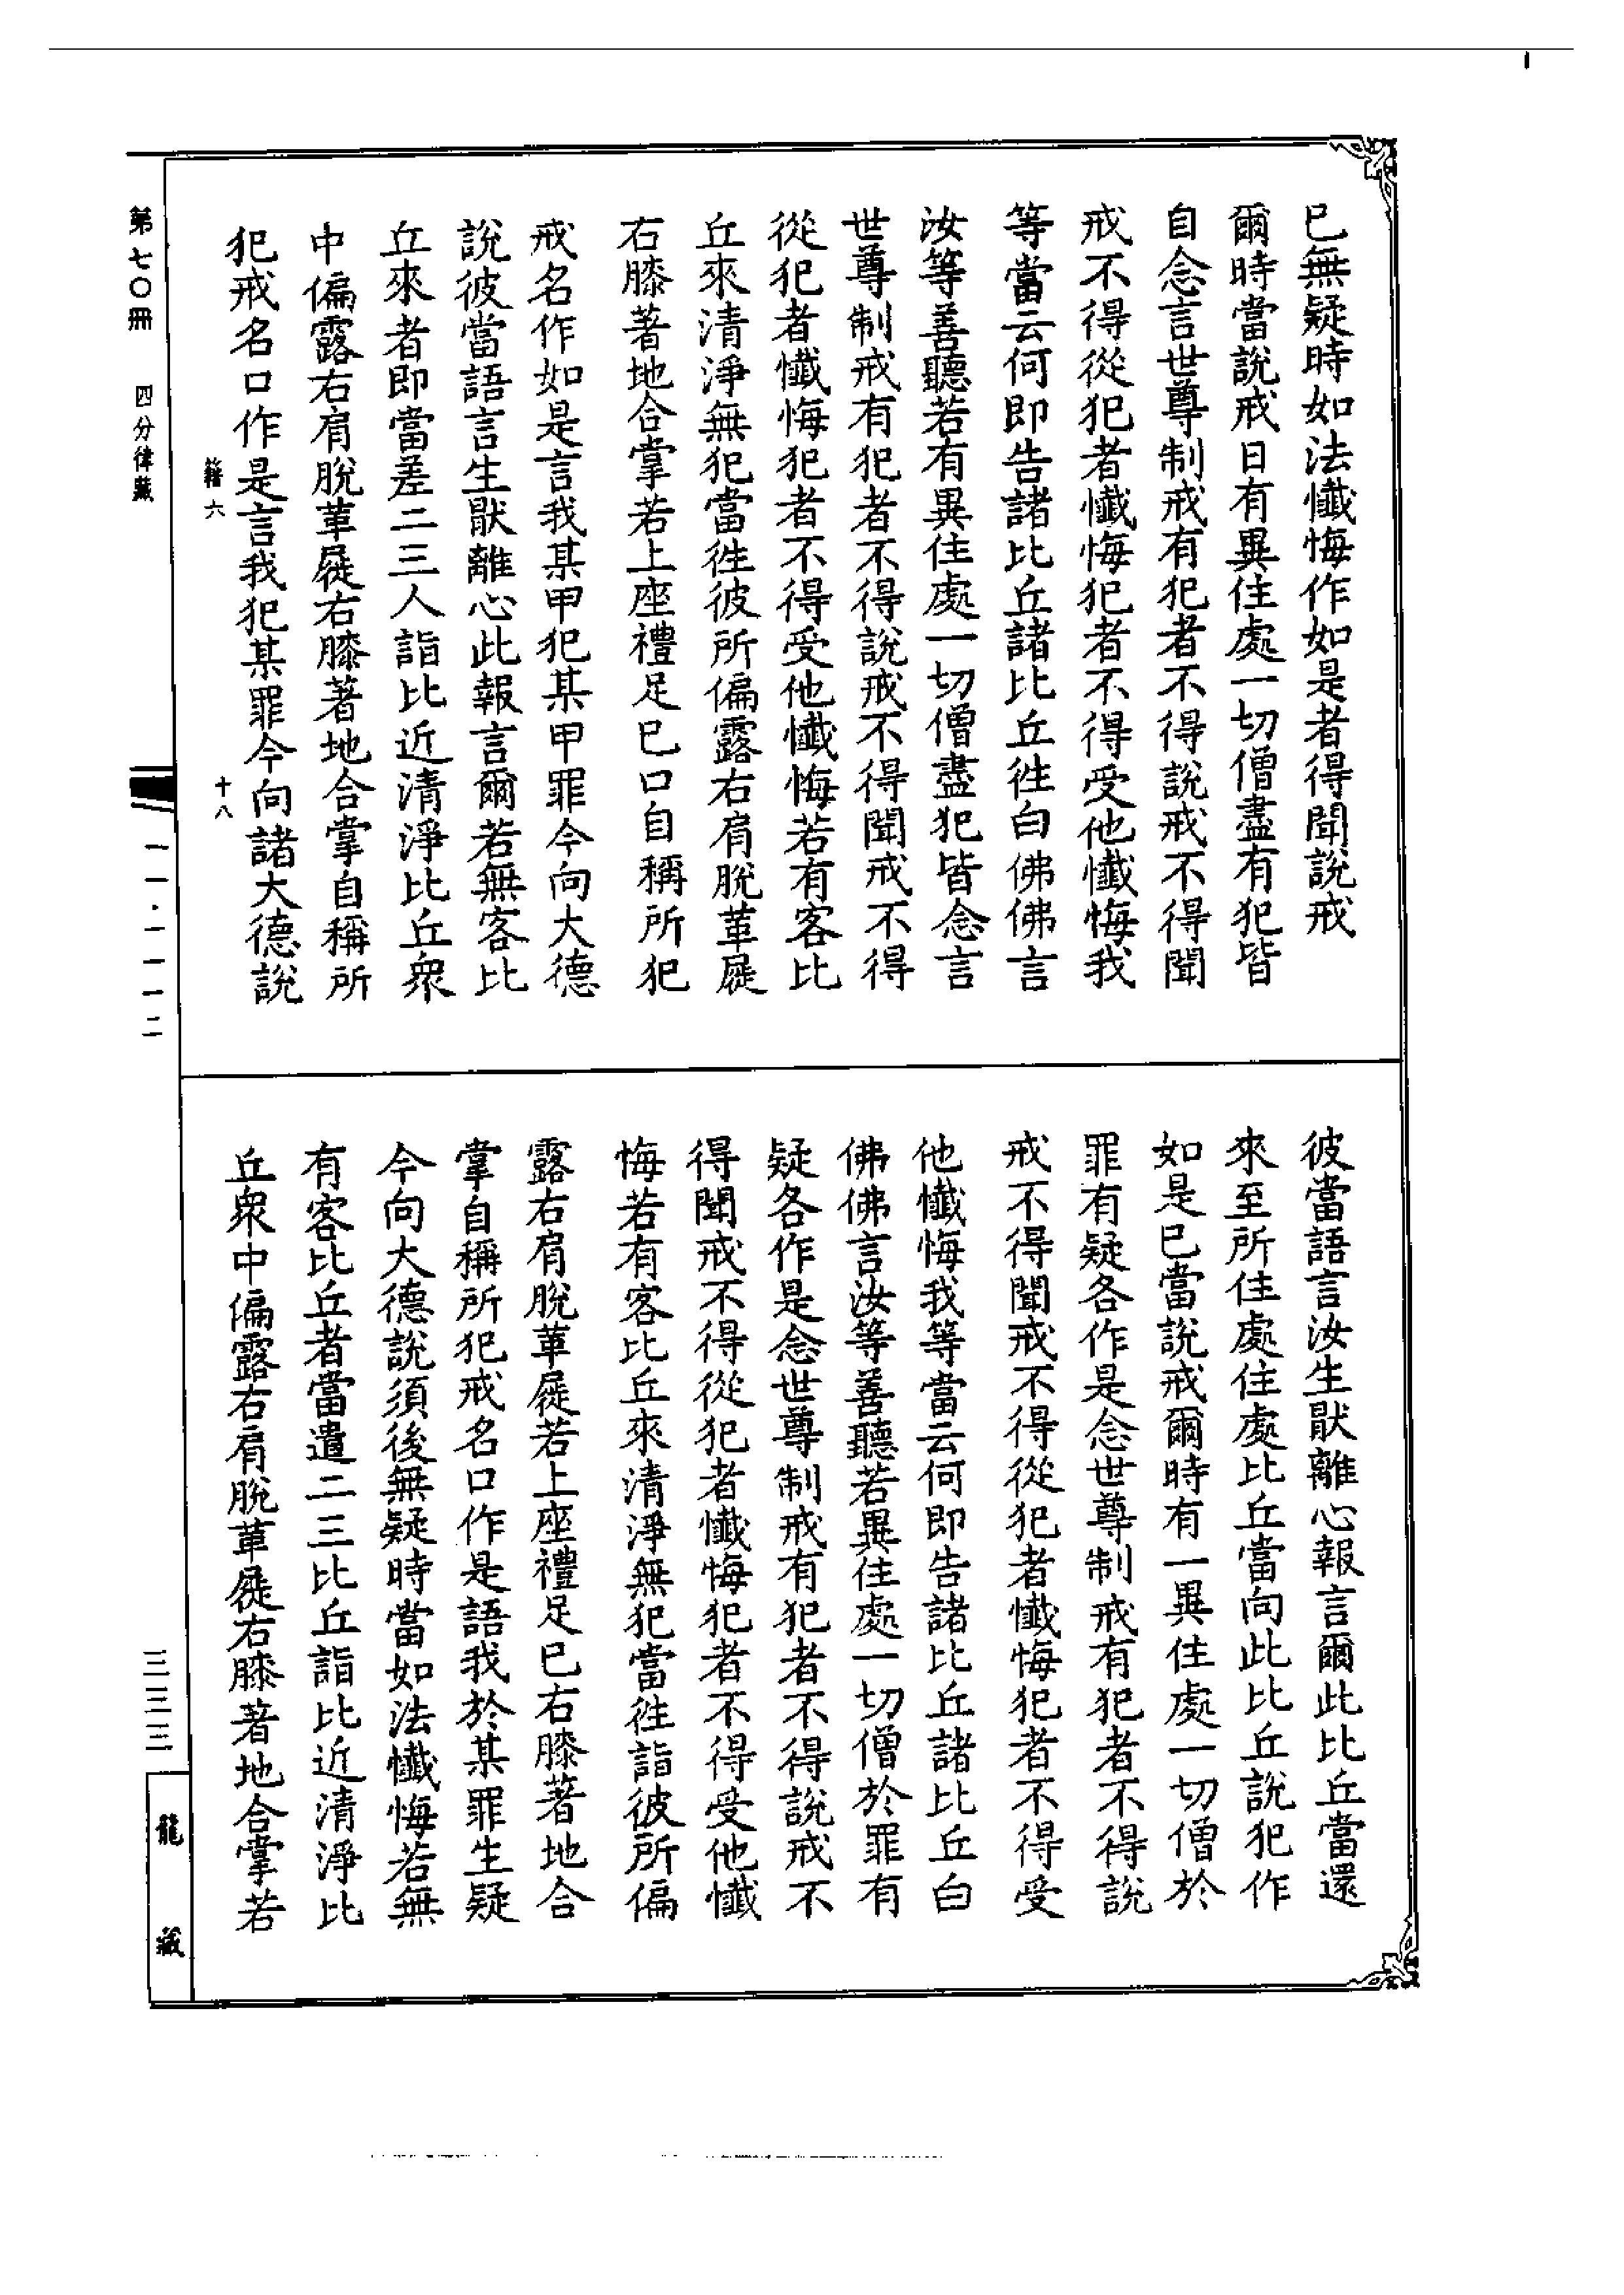 已無疑時如法懺悔作如是者得聞說戒
爾時當說戒日有異住處一切僧盡有犯皆
自念言世尊制戒有犯者不得說戒不得聞
戒不得從犯者懺悔犯者不得受他懺悔我
等當云何即告諸比丘諸比丘徃白佛佛言
汝等善聽若有異住處一切僧盡犯皆念言
世尊制戒有犯者不得說戒不得聞戒不得
從犯者懺悔犯者不得受他懺悔若有客比
丘來清淨無犯當徃彼所偏露右肩脫革屣
右膝著地合掌若上座禮足已口自稱所犯
戒名作如是言我某甲犯某甲罪今向大德
說彼當語言生厭離心此報言爾若無客比
丘來者即當差二三人詣比近清淨比丘衆
中偏露右肩脫革屣右膝著地合掌自稱所
犯戒名口作是言我犯某罪今向諸大德說
彼當語言汝生厭離心報言爾此比丘當還
來至所住處住處比丘當向此比丘說犯作
如是已當說戒爾時有一異住處一切僧於
罪有疑各作是念世尊制戒有犯者不得說
戒不得聞戒不得從犯者懺悔犯者不得受
他懺悔我等當云何即告諸比丘諸比丘白
佛佛言汝等善聽若異住處一切僧於罪有
疑各作是念世尊制戒有犯者不得說戒不
得聞戒不得從犯者懺悔犯者不得受他懺
悔若有客比丘來清淨無犯當徃詣彼所偏
露右肩脫革屣若上座禮足已右膝著地合
掌自稱所犯戒名口作是語我於某罪生疑
今向大德說須後無疑時當如法懺悔若無
有客比丘者當遣二三比丘詣比近清淨比
丘衆中偏露右肩脫革屣右膝著地合掌若
籍六 十八
第七〇冊 四分律藏 一一·一一一二 三三三 龍藏